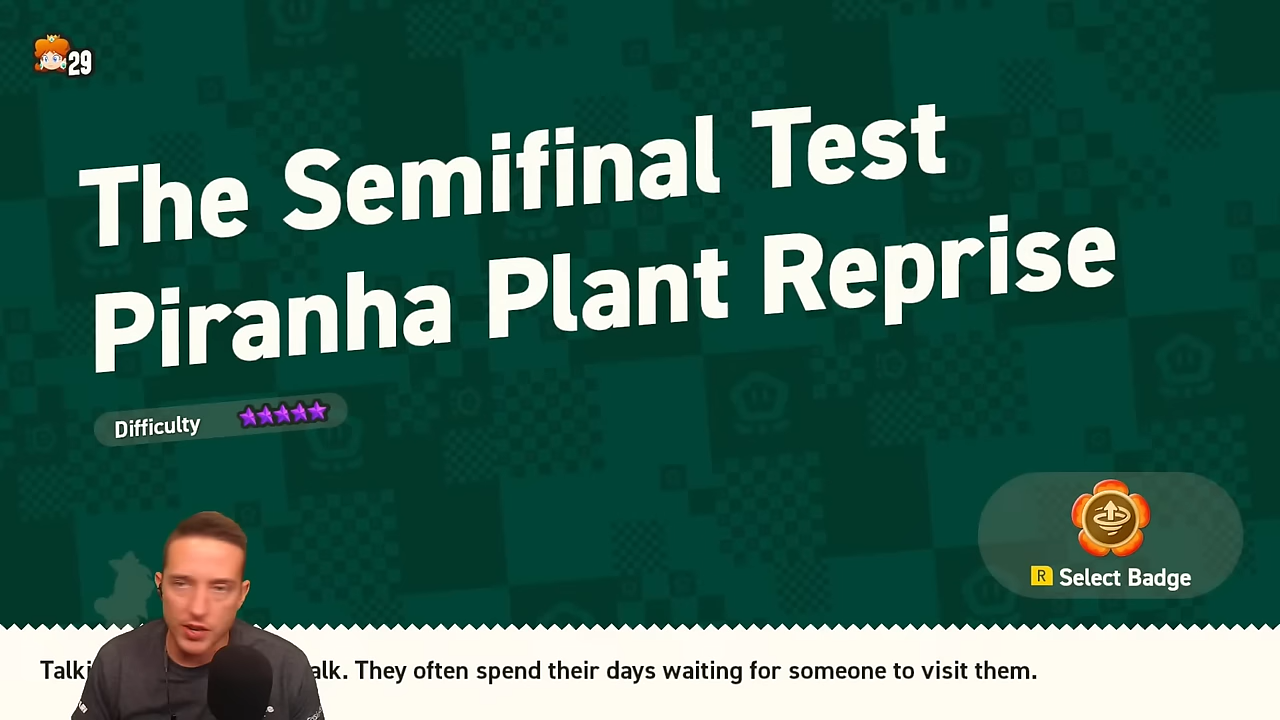 29
The Semifinal Test
Piranha Plant Reprise
Difficulty
R Select Badge
Talki alk. They often spend their days waiting for someone to visit them.